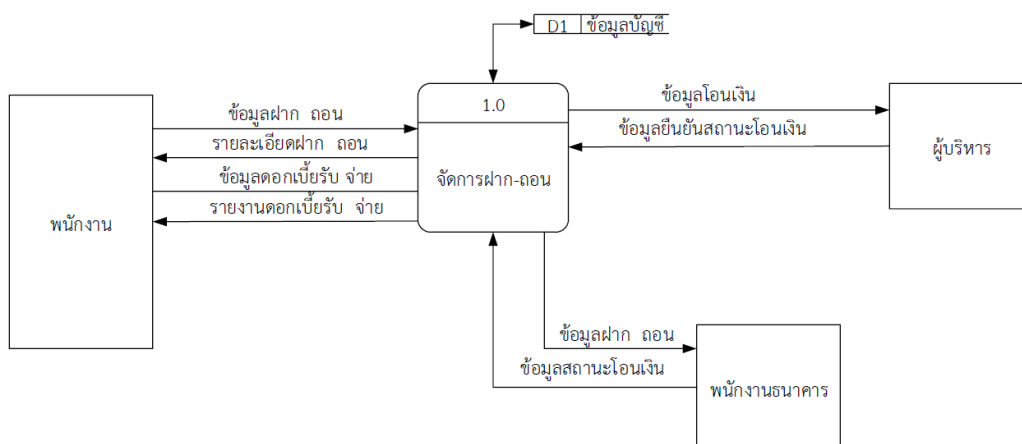 D1 ข้อมูลบัญชี
1.0
จัดการฝาก-ถอน
พนักงาน
ข้อมูลฝาก ถอน
รายละเอียดฝาก ถอน
ข้อมูลดอกเบี้ยรับ จ่าย
รายงานดอกเบี้ยรับ จ่าย
ข้อมูลโอนเงิน
ข้อมูลยืนยันสถานะโอนเงิน
ผู้บริหาร
ข้อมูลฝาก ถอน
ข้อมูลสถานะโอนเงิน
พนักงานธนาคาร